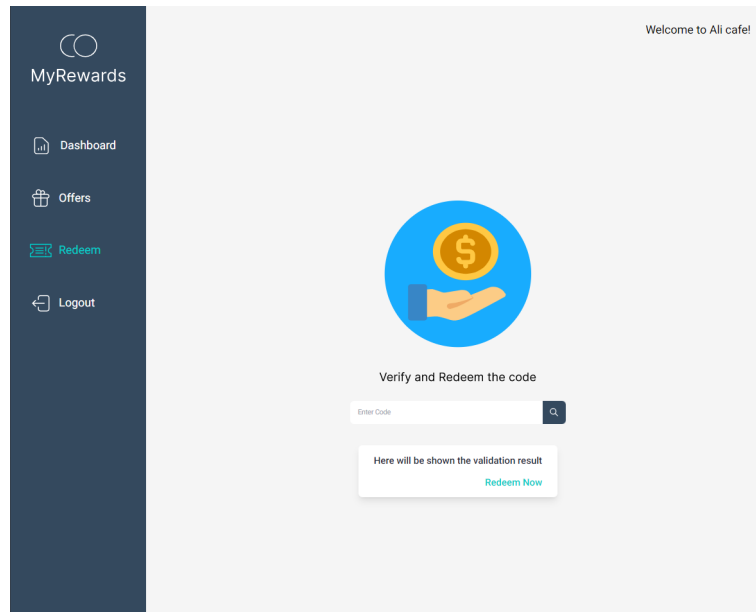 Welcome to Ali cafe!
MyRewards
Dashboard
Offers
Redeem
Logout
$
Verify and Redeem the code
Enter Code
Here will be shown the validation result
Redeem Now